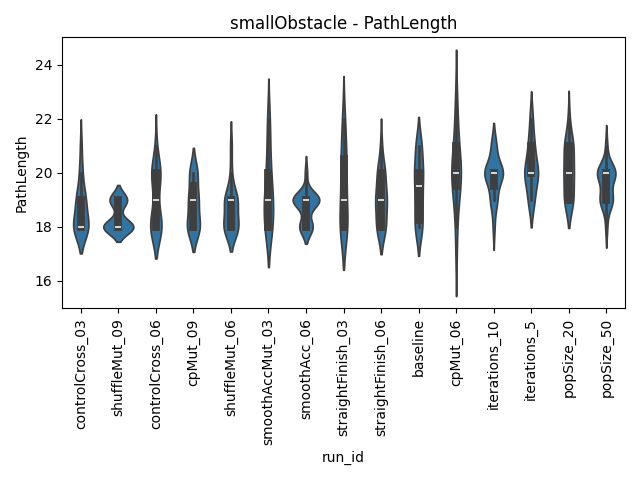 smallObstacle - PathLength
PathLength
24
22
20
18
16
controlCross_03
shuffleMut_09
controlCross_06
cpMut_09
shuffleMut_06
smoothAccMut_03
smoothAcc_06
straightFinish_03
straightFinish_06
baseline
cpMut_06
iterations_10
iterations_5
popSize_20
popSize_50
run_id